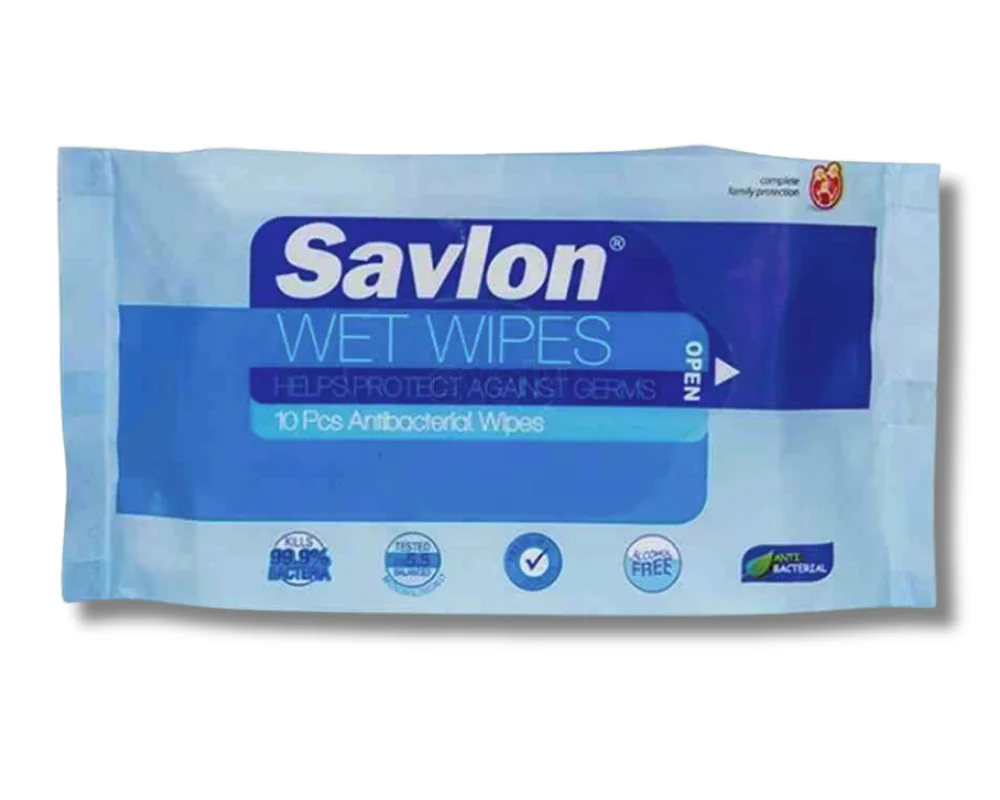 complete
family protection
Savlon®
WET WIPES
OPEN
HELPS PROTECT AGAINST GERMS
10 Pcs Antibacterial Wipes
KILLS
99.9%
BACTERIA
TESTED
5.5
BALANCED
ALCOHOL
FREE
ANTI
BACTERIAL